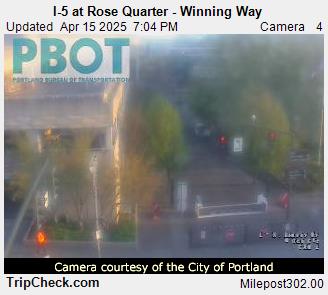 I-5 at Rose Quarter - Winning Way
Updated Apr 15 2025 7:04 PM Camera 4
PBOT
PORTLAND BUREAU OF TRANSPORTATION
Camera courtesy of the City of Portland
TripCheck.com Milepost302.00